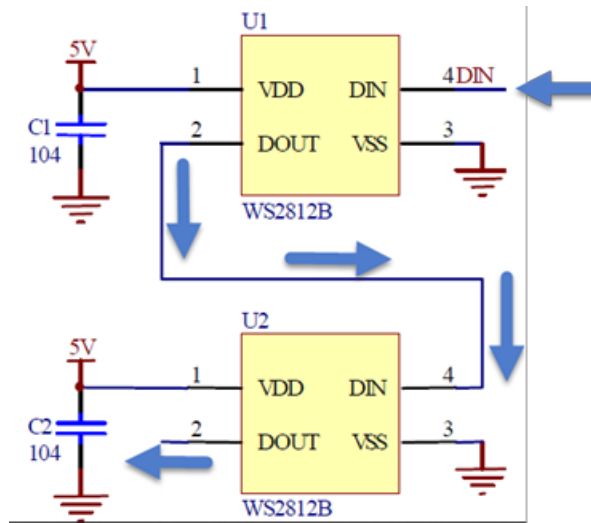 U1
5V
1 VDD DIN 4 DIN
C1
104
2 DOUT VSS 3
WS2812B
U2
5V
1 VDD DIN 4
C2
104
2 DOUT VSS 3
WS2812B